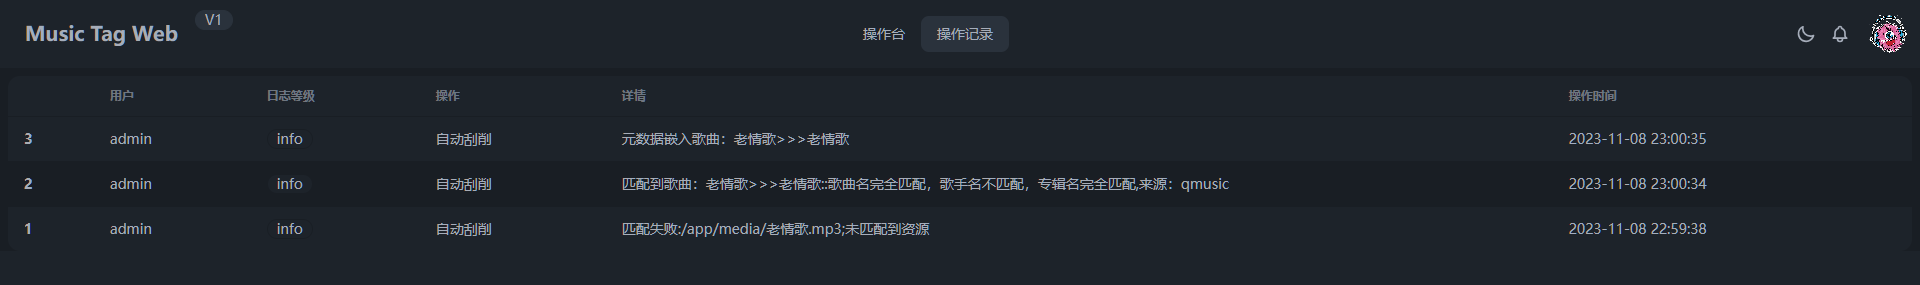 Music Tag Web V1 操作台 操作记录
用户 日志等级 操作 详情 操作时间
3 admin info 自动刮削 元数据嵌入歌曲：老情歌>>>老情歌 2023-11-08 23:00:35
2 admin info 自动刮削 匹配到歌曲：老情歌>>>老情歌::歌曲名完全匹配，歌手名不匹配，专辑名完全匹配,来源：qmusic 2023-11-08 23:00:34
1 admin info 自动刮削 匹配失败:/app/media/老情歌.mp3;未匹配到资源 2023-11-08 22:59:38